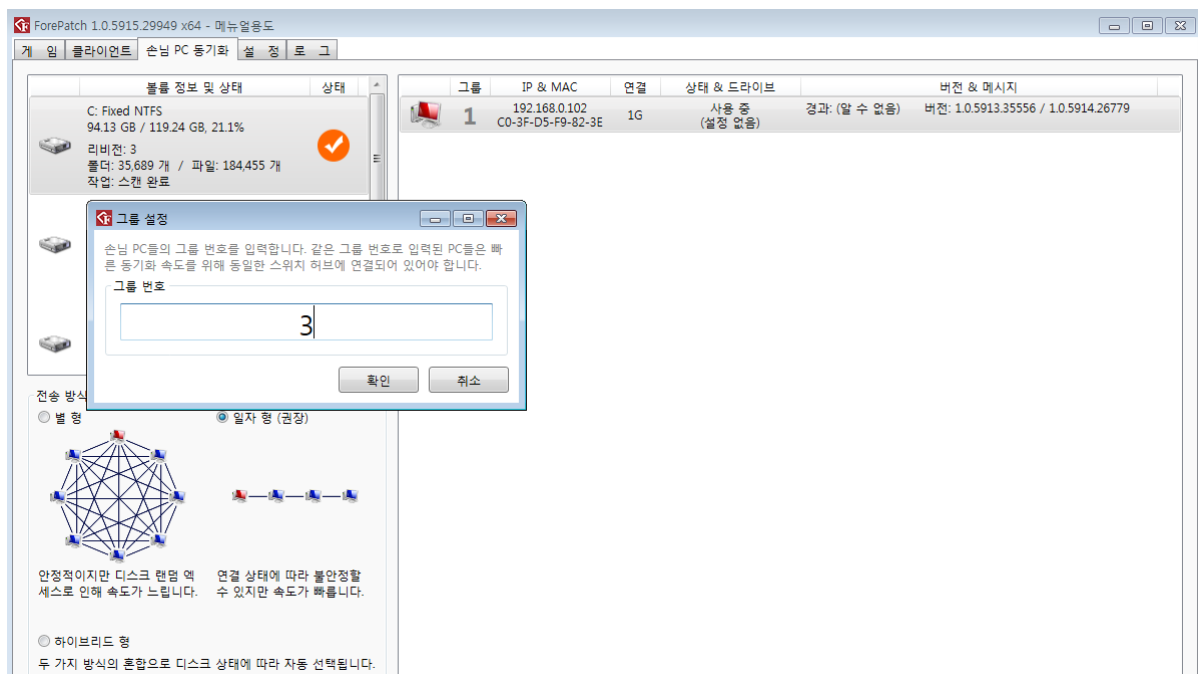 ForePatch 1.0.5915.29949 x64 - 메뉴얼용도
게 임 클라이언트 손님 PC 동기화 설 정 로 그
볼륨 정보 및 상태 상태
C: Fixed NTFS
94.13 GB / 119.24 GB, 21.1%
리비전: 3
폴더: 35,689 개 / 파일: 184,455 개
작업: 스캔 완료
그룹 IP & MAC 연결 상태 & 드라이브 버전 & 메시지
1 192.168.0.102 1G 사용 중 경과: (알 수 없음) 버전: 1.0.5913.35556 / 1.0.5914.26779
C0-3F-D5-F9-82-3E (설정 없음)
그룹 설정
손님 PC들의 그룹 번호를 입력합니다. 같은 그룹 번호로 입력된 PC들은 빠
른 동기화 속도를 위해 동일한 스위치 허브에 연결되어 있어야 합니다.
그룹 번호
3
확인 취소
전송 방식
별 형 일자 형 (권장)
안정적이지만 디스크 랜덤 엑
세스로 인해 속도가 느립니다.
연결 상태에 따라 불안정할
수 있지만 속도가 빠릅니다.
하이브리드 형
두 가지 방식의 혼합으로 디스크 상태에 따라 자동 선택됩니다.